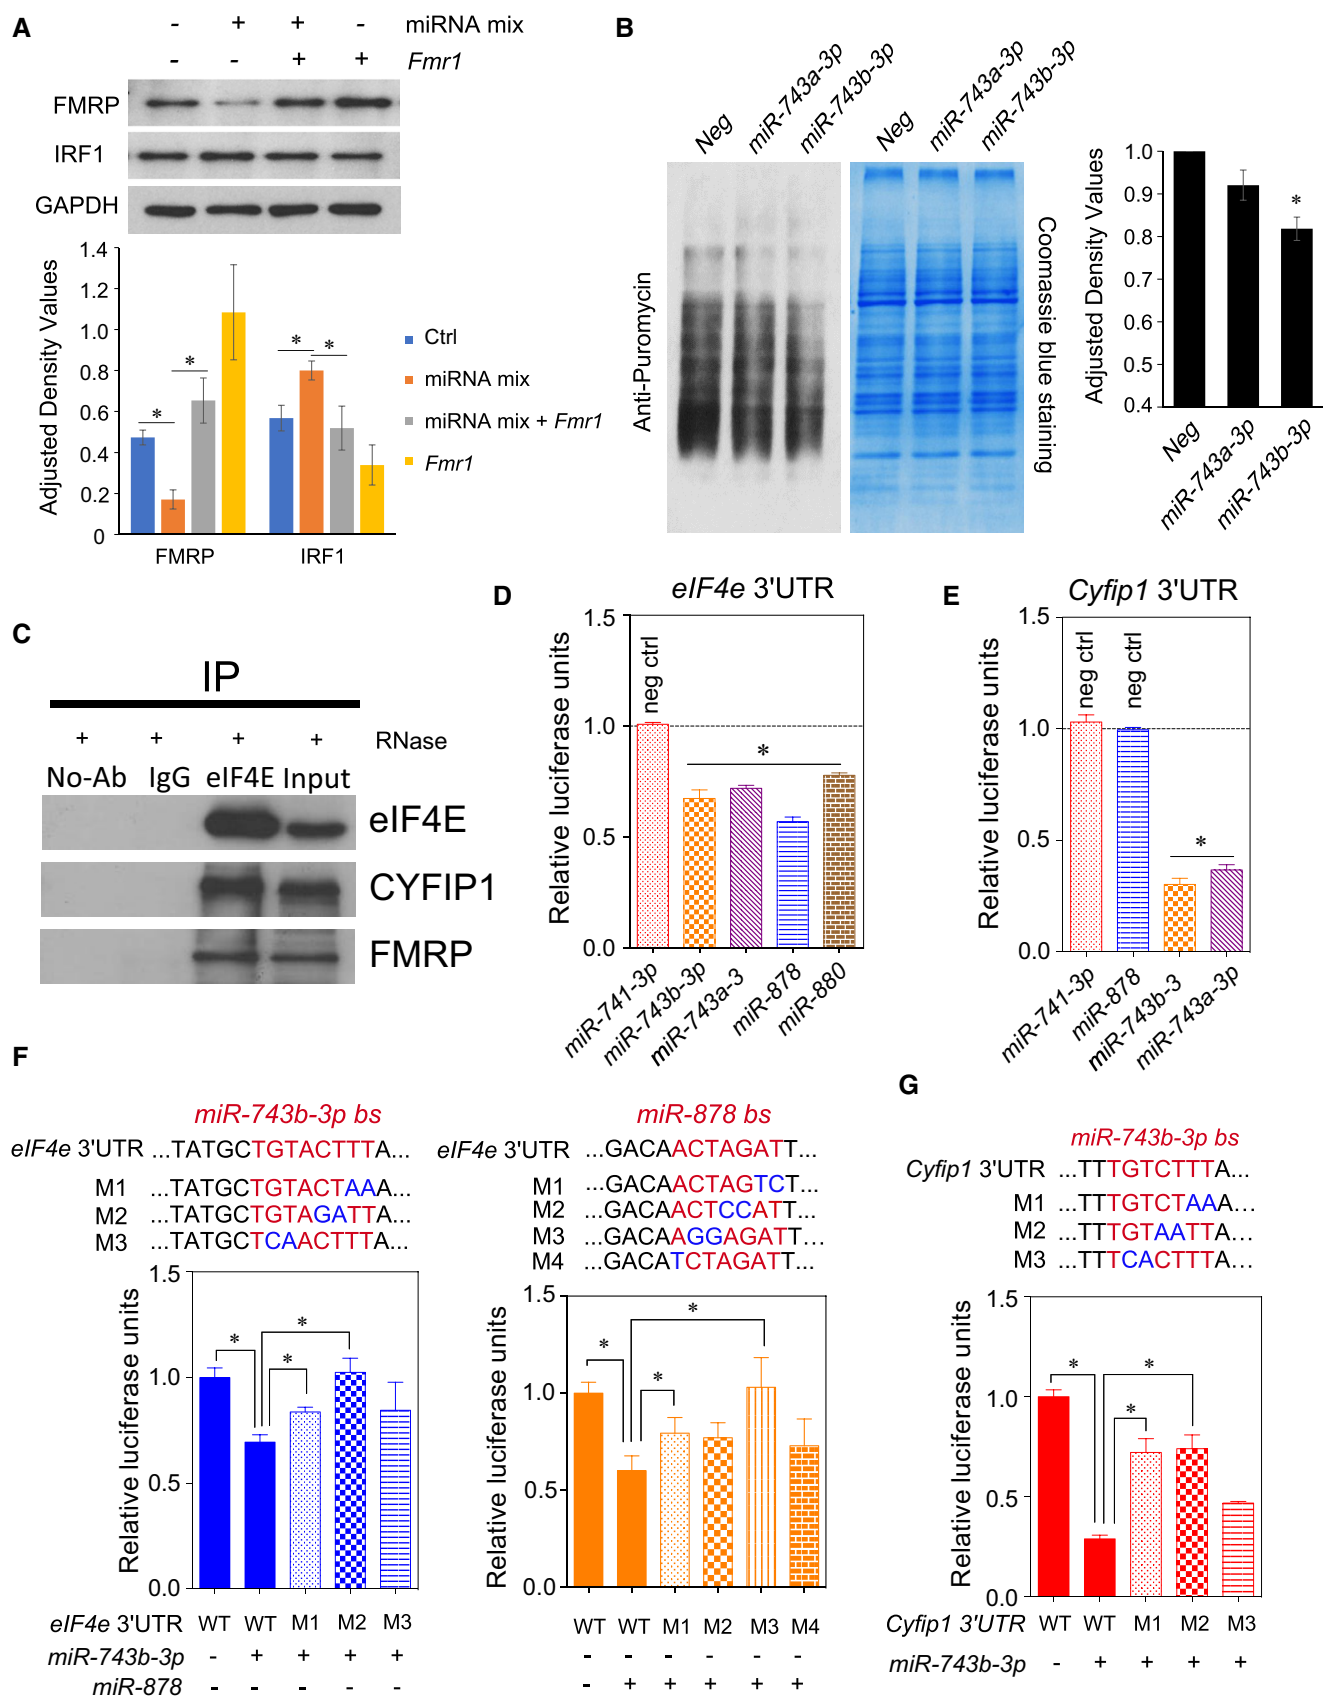 A
- + + - miRNA mix
- - + + Fmr1
FMRP
IRF1
GAPDH
Adjusted Density Values
1.4
1.2
1.0
0.8
0.6
0.4
0.2
0
* * * *
FMRP IRF1
Ctrl
miRNA mix
miRNA mix + Fmr1
Fmr1
B
Neg miR-743a-3p miR-743b-3p
Neg miR-743a-3p miR-743b-3p
Anti-Puromycin
Coomassie blue staining
Adjusted Density Values
1.0
0.9
0.8
0.7
0.6
0.5
0.4
*
Neg miR-743a-3p miR-743b-3p
C
IP
+ + + + RNase
No-Ab IgG eIF4E Input
eIF4E
CYFIP1
FMRP
D
eIF4e 3'UTR
Relative luciferase units
1.5
1.0
0.5
0.0
neg ctrl
*
miR-741-3p miR-743b-3p miR-743a-3 miR-878 miR-880
E
Cyfip1 3'UTR
Relative luciferase units
1.5
1.0
0.5
0.0
neg ctrl neg ctrl
*
miR-741-3p miR-878 miR-743b-3 miR-743a-3p
F
miR-743b-3p bs
eIF4e 3'UTR ...TATGCTGTACTTTA...
M1 ...TATGCTGTACTAAA...
M2 ...TATGCTGTAGATTA...
M3 ...TATGCTCAACTTTA...
Relative luciferase units
1.5
1.0
0.5
0.0
* * *
eIF4e 3'UTR WT WT M1 M2 M3
miR-743b-3p - + + + +
miR-878 - - - - -
miR-878 bs
eIF4e 3'UTR ...GACAACTAGATT...
M1 ...GACAACTAGTCT...
M2 ...GACAACTCCATT...
M3 ...GACAAGGAGATT...
M4 ...GACATCTAGATT...
Relative luciferase units
1.5
1.0
0.5
0.0
* * *
WT WT M1 M2 M3 M4
- - - - - -
- + + + + +
G
miR-743b-3p bs
Cyfip1 3'UTR ...TTTGTCTTTA...
M1 ...TTTGTCTAAA...
M2 ...TTTGTAATTA...
M3 ...TTTCACTTTA...
Relative luciferase units
1.5
1.0
0.5
0.0
* * *
Cyfip1 3'UTR WT WT M1 M2 M3
miR-743b-3p - + + + +